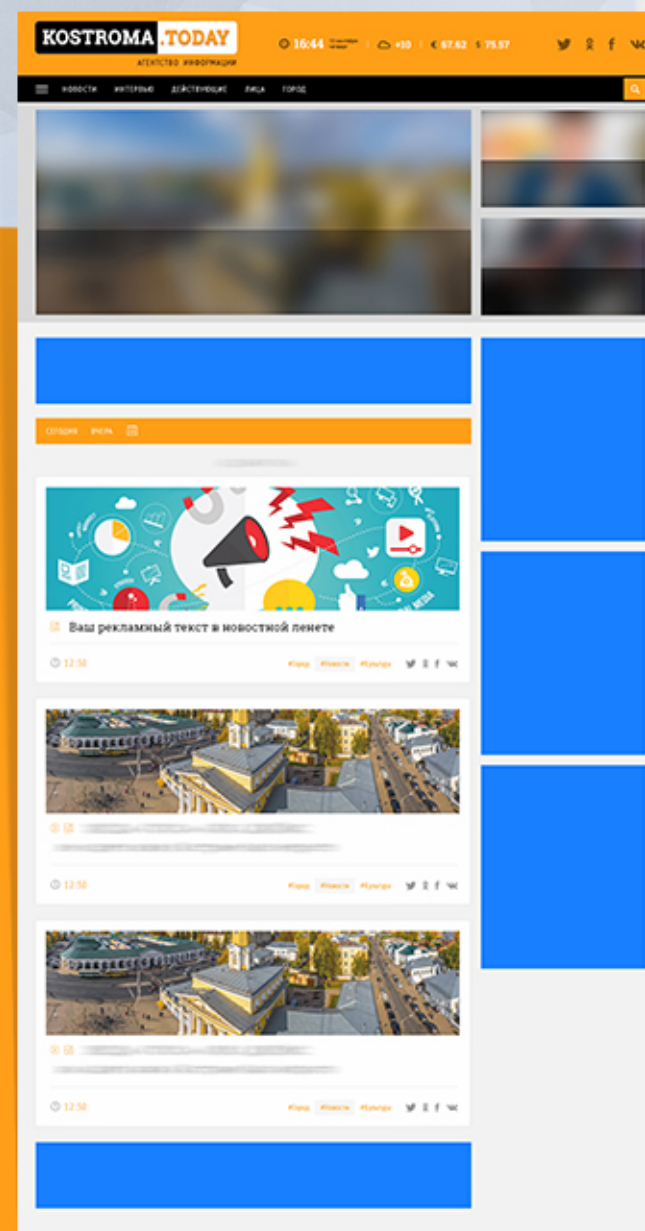 KOSTROMA.TODAY
АГЕНТСТВО ИНФОРМАЦИИ
16:44 +10 € 67.62 $ 75.57
НОВОСТИ ИНТЕРВЬЮ ДЕЙСТВУЮЩИЕ ЛИЦА ГОРОД
СЕГОДНЯ ВЧЕРА
Ваш рекламный текст в новостной ленете
12:50 #Город #Новости #Культура
12:50 #Город #Новости #Культура
12:50 #Город #Новости #Культура